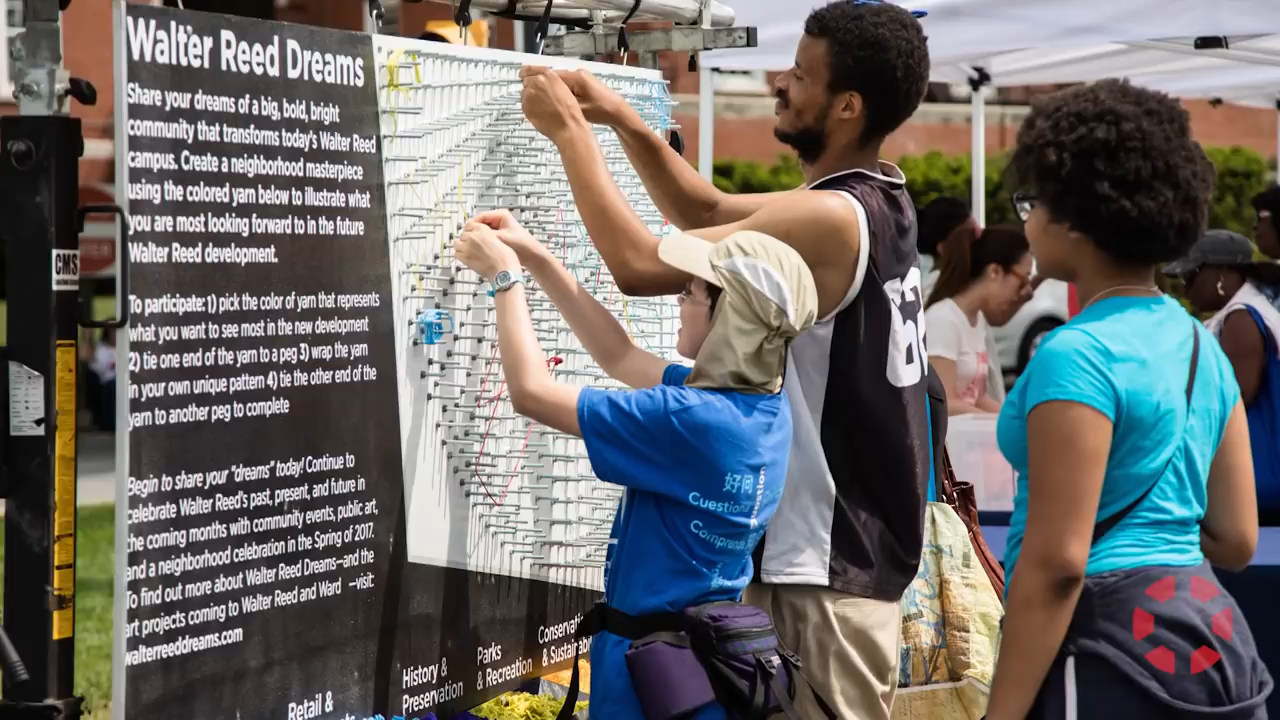 Walter Reed Dreams
Share your dreams of a big, bold, bright
community that transforms today's Walter Reed
campus. Create a neighborhood masterpiece
using the colored yarn below to illustrate what
you are most looking forward to in the future
Walter Reed development.
To participate: 1) pick the color of yarn that represents
what you want to see most in the new development
2) tie one end of the yarn to a peg 3) wrap the yarn
in your own unique pattern 4) tie the other end of the
yarn to another peg to complete
Begin to share your "dreams" today! Continue to
celebrate Walter Reed's past, present, and future in
the coming months with community events, public art,
and a neighborhood celebration in the Spring of 2017.
To find out more about Walter Reed Dreams—and the
art projects coming to Walter Reed and Ward —visit:
walterreeddreams.com
Retail &
History &
Preservation
Parks
& Recreation
CMS
好问